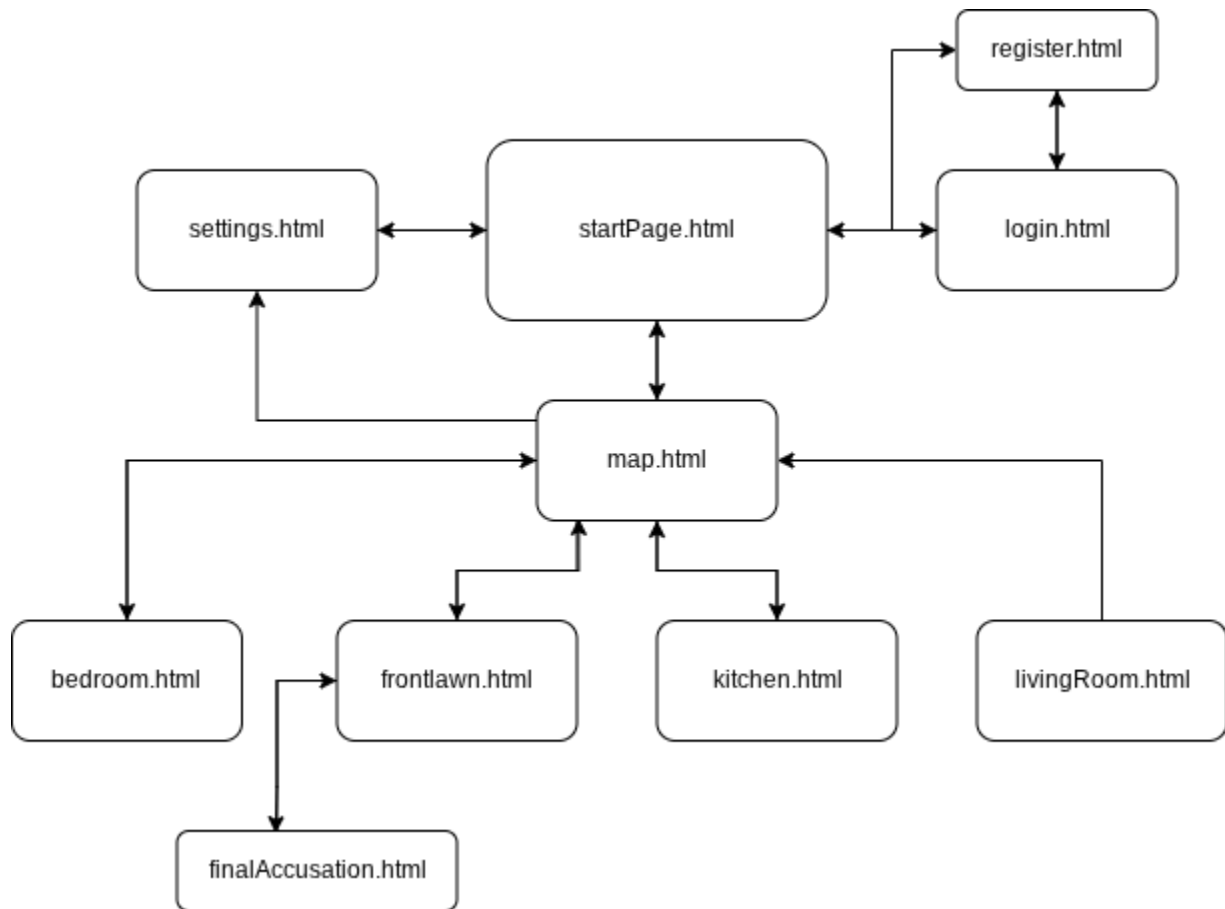 register.html
settings.html
startPage.html
login.html
map.html
bedroom.html
frontlawn.html
kitchen.html
livingRoom.html
finalAccusation.html